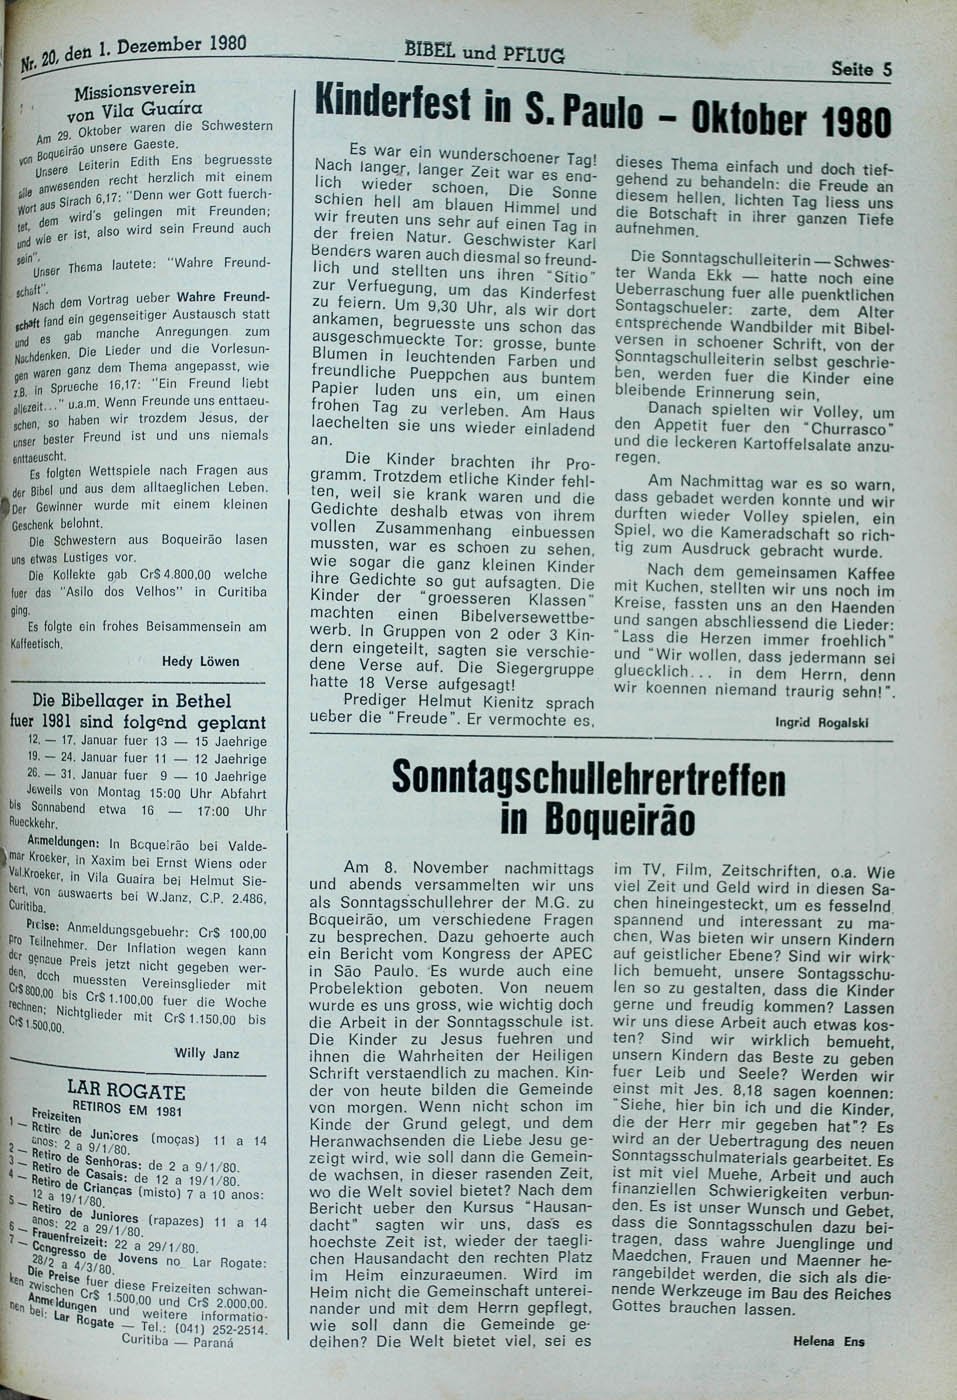 Nr. 20, den 1. Dezember 1980
BIBEL und PFLUG
Seite 5
Missionsverein
von Vila Guaíra
Am 29. Oktober waren die Schwestern
von Boqueirão unsere Gaeste.
Unsere Leiterin Edith Ens begruesste
alle anwesenden recht herzlich mit einem
Wort aus Sirach 6,17: "Denn wer Gott fuerch-
tet, dem wird's gelingen mit Freunden;
und wie er ist, also wird sein Freund auch
sein".
Unser Thema lautete: "Wahre Freund-
schaft".
Nach dem Vortrag ueber Wahre Freund-
schaft fand ein gegenseitiger Austausch statt
und es gab manche Anregungen zum
Nachdenken. Die Lieder und die Vorlesun-
gen waren ganz dem Thema angepasst, wie
z.B. in Sprueche 16,17: "Ein Freund liebt
allezeit..." u.a.m. Wenn Freunde uns enttaeu-
schen, so haben wir trozdem Jesus, der
unser bester Freund ist und uns niemals
enttaeuscht.
Es folgten Wettspiele nach Fragen aus
der Bibel und aus dem alltaeglichen Leben.
Der Gewinner wurde mit einem kleinen
Geschenk belohnt.
Die Schwestern aus Boqueirão lasen
uns etwas Lustiges vor.
Die Kollekte gab Cr$ 4.800,00 welche
fuer das "Asilo dos Velhos" in Curitiba
ging.
Es folgte ein frohes Beisammensein am
Kaffeetisch.
Hedy Löwen
Die Bibellager in Bethel
fuer 1981 sind folgend geplant
12. — 17. Januar fuer 13 — 15 Jaehrige
19. — 24. Januar fuer 11 — 12 Jaehrige
26. — 31. Januar fuer 9 — 10 Jaehrige
Jeweils von Montag 15:00 Uhr Abfahrt
bis Sonnabend etwa 16 — 17:00 Uhr
Rueckkehr.
Anmeldungen: In Boqueirão bei Valde-
mar Kroeker, in Xaxim bei Ernst Wiens oder
Val.Kroeker, in Vila Guaíra bei Helmut Sie-
bert, von auswaerts bei W.Janz, C.P. 2.486,
Curitiba.
Preise: Anmeldungsgebuehr: Cr$ 100,00
pro Teilnehmer. Der Inflation wegen kann
der genaue Preis jetzt nicht gegeben wer-
den, doch muessten Vereinsglieder mit
Cr$ 800,00 bis Cr$ 1.100,00 fuer die Woche
rechnen; Nichtglieder mit Cr$ 1.150,00 bis
Cr$ 1.500,00.
Willy Janz
LAR ROGATE
RETIROS EM 1981
Freizeiten
1 — Retiro de Juniores (moças) 11 a 14
anos: 2 a 9/1/80.
2 — Retiro de Senhoras: de 2 a 9/1/80.
3 — Retiro de Casais: de 12 a 19/1/80.
4 — Retiro de Crianças (misto) 7 a 10 anos:
12 a 19/1/80.
5 — Retiro de Juniores (rapazes) 11 a 14
anos: 22 a 29/1/80.
6 — Frauenfreizeit: 22 a 29/1/80.
7 — Congresso de Jovens no Lar Rogate:
28/2 a 4/3/80.
Die Preise fuer diese Freizeiten schwan-
ken zwischen Cr$ 1.500,00 und Cr$ 2.000,00.
Anmeldungen und weitere Informatio-
nen bei: Lar Rogate — Tel.: (041) 252-2514.
Curitiba — Paraná
Kinderfest in S. Paulo – Oktober 1980
Es war ein wunderschoener Tag!
Nach langer, langer Zeit war es end-
lich wieder schoen, Die Sonne
schien hell am blauen Himmel und
wir freuten uns sehr auf einen Tag in
der freien Natur. Geschwister Karl
Benders waren auch diesmal so freund-
lich und stellten uns ihren "Sítio"
zur Verfuegung, um das Kinderfest
zu feiern. Um 9,30 Uhr, als wir dort
ankamen, begruesste uns schon das
ausgeschmueckte Tor: grosse, bunte
Blumen in leuchtenden Farben und
freundliche Pueppchen aus buntem
Papier luden uns ein, um einen
frohen Tag zu verleben. Am Haus
laechelten sie uns wieder einladend
an.
Die Kinder brachten ihr Pro-
gramm. Trotzdem etliche Kinder fehl-
ten, weil sie krank waren und die
Gedichte deshalb etwas von ihrem
vollen Zusammenhang einbuessen
mussten, war es schoen zu sehen,
wie sogar die ganz kleinen Kinder
ihre Gedichte so gut aufsagten. Die
Kinder der "groesseren Klassen"
machten einen Bibelversewettbe-
werb. In Gruppen von 2 oder 3 Kin-
dern eingeteilt, sagten sie verschie-
dene Verse auf. Die Siegergruppe
hatte 18 Verse aufgesagt!
Prediger Helmut Kienitz sprach
ueber die "Freude". Er vermochte es,
dieses Thema einfach und doch tief-
gehend zu behandeln: die Freude an
diesem hellen, lichten Tag liess uns
die Botschaft in ihrer ganzen Tiefe
aufnehmen.
Die Sonntagschulleiterin — Schwes-
ter Wanda Ekk — hatte noch eine
Ueberraschung fuer alle puenktlichen
Sontagschueler: zarte, dem Alter
entsprechende Wandbilder mit Bibel-
versen in schoener Schrift, von der
Sonntagschulleiterin selbst geschrie-
ben, werden fuer die Kinder eine
bleibende Erinnerung sein,
Danach spielten wir Volley, um
den Appetit fuer den "Churrasco"
und die leckeren Kartoffelsalate anzu-
regen.
Am Nachmittag war es so warn,
dass gebadet werden konnte und wir
durften wieder Volley spielen, ein
Spiel, wo die Kameradschaft so rich-
tig zum Ausdruck gebracht wurde.
Nach dem gemeinsamen Kaffee
mit Kuchen, stellten wir uns noch im
Kreise, fassten uns an den Haenden
und sangen abschliessend die Lieder:
"Lass die Herzen immer froehlich"
und "Wir wollen, dass jedermann sei
gluecklich... in dem Herrn, denn
wir koennen niemand traurig sehn!".
Ingrid Rogalski
Sonntagschullehrertreffen
in Boqueirão
Am 8. November nachmittags
und abends versammelten wir uns
als Sonntagsschullehrer der M.G. zu
Boqueirão, um verschiedene Fragen
zu besprechen. Dazu gehoerte auch
ein Bericht vom Kongress der APEC
in São Paulo. Es wurde auch eine
Probelektion geboten. Von neuem
wurde es uns gross, wie wichtig doch
die Arbeit in der Sonntagsschule ist.
Die Kinder zu Jesus fuehren und
ihnen die Wahrheiten der Heiligen
Schrift verstaendlich zu machen. Kin-
der von heute bilden die Gemeinde
von morgen. Wenn nicht schon im
Kinde der Grund gelegt, und dem
Heranwachsenden die Liebe Jesu ge-
zeigt wird, wie soll dann die Gemein-
de wachsen, in dieser rasenden Zeit,
wo die Welt soviel bietet? Nach dem
Bericht ueber den Kursus "Hausan-
dacht" sagten wir uns, dass es
hoechste Zeit ist, wieder der taegli-
chen Hausandacht den rechten Platz
im Heim einzuraeumen. Wird im
Heim nicht die Gemeinschaft unterei-
nander und mit dem Herrn gepflegt,
wie soll dann die Gemeinde ge-
deihen? Die Welt bietet viel, sei es
im TV, Film, Zeitschriften, o.a. Wie
viel Zeit und Geld wird in diesen Sa-
chen hineingesteckt, um es fesselnd,
spannend und interessant zu ma-
chen, Was bieten wir unsern Kindern
auf geistlicher Ebene? Sind wir wirk-
lich bemueht, unsere Sontagsschu-
len so zu gestalten, dass die Kinder
gerne und freudig kommen? Lassen
wir uns diese Arbeit auch etwas kos-
ten? Sind wir wirklich bemueht,
unsern Kindern das Beste zu geben
fuer Leib und Seele? Werden wir
einst mit Jes. 8,18 sagen koennen:
"Siehe, hier bin ich und die Kinder,
die der Herr mir gegeben hat"? Es
wird an der Uebertragung des neuen
Sonntagsschulmaterials gearbeitet. Es
ist mit viel Muehe, Arbeit und auch
finanziellen Schwierigkeiten verbun-
den. Es ist unser Wunsch und Gebet,
dass die Sonntagsschulen dazu bei-
tragen, dass wahre Juenglinge und
Maedchen, Frauen und Maenner he-
rangebildet werden, die sich als die-
nende Werkzeuge im Bau des Reiches
Gottes brauchen lassen.
Helena Ens